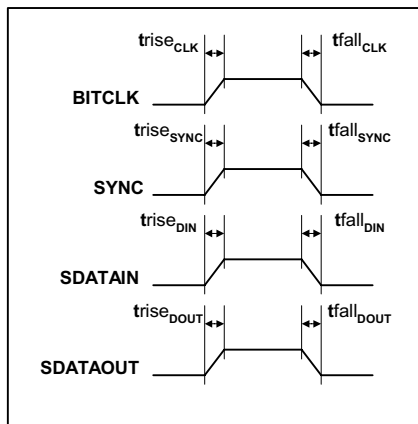 triseCLK tfallCLK
BITCLK
triseSYNC tfallSYNC
SYNC
triseDIN tfallDIN
SDATAIN
triseDOUT tfallDOUT
SDATAOUT